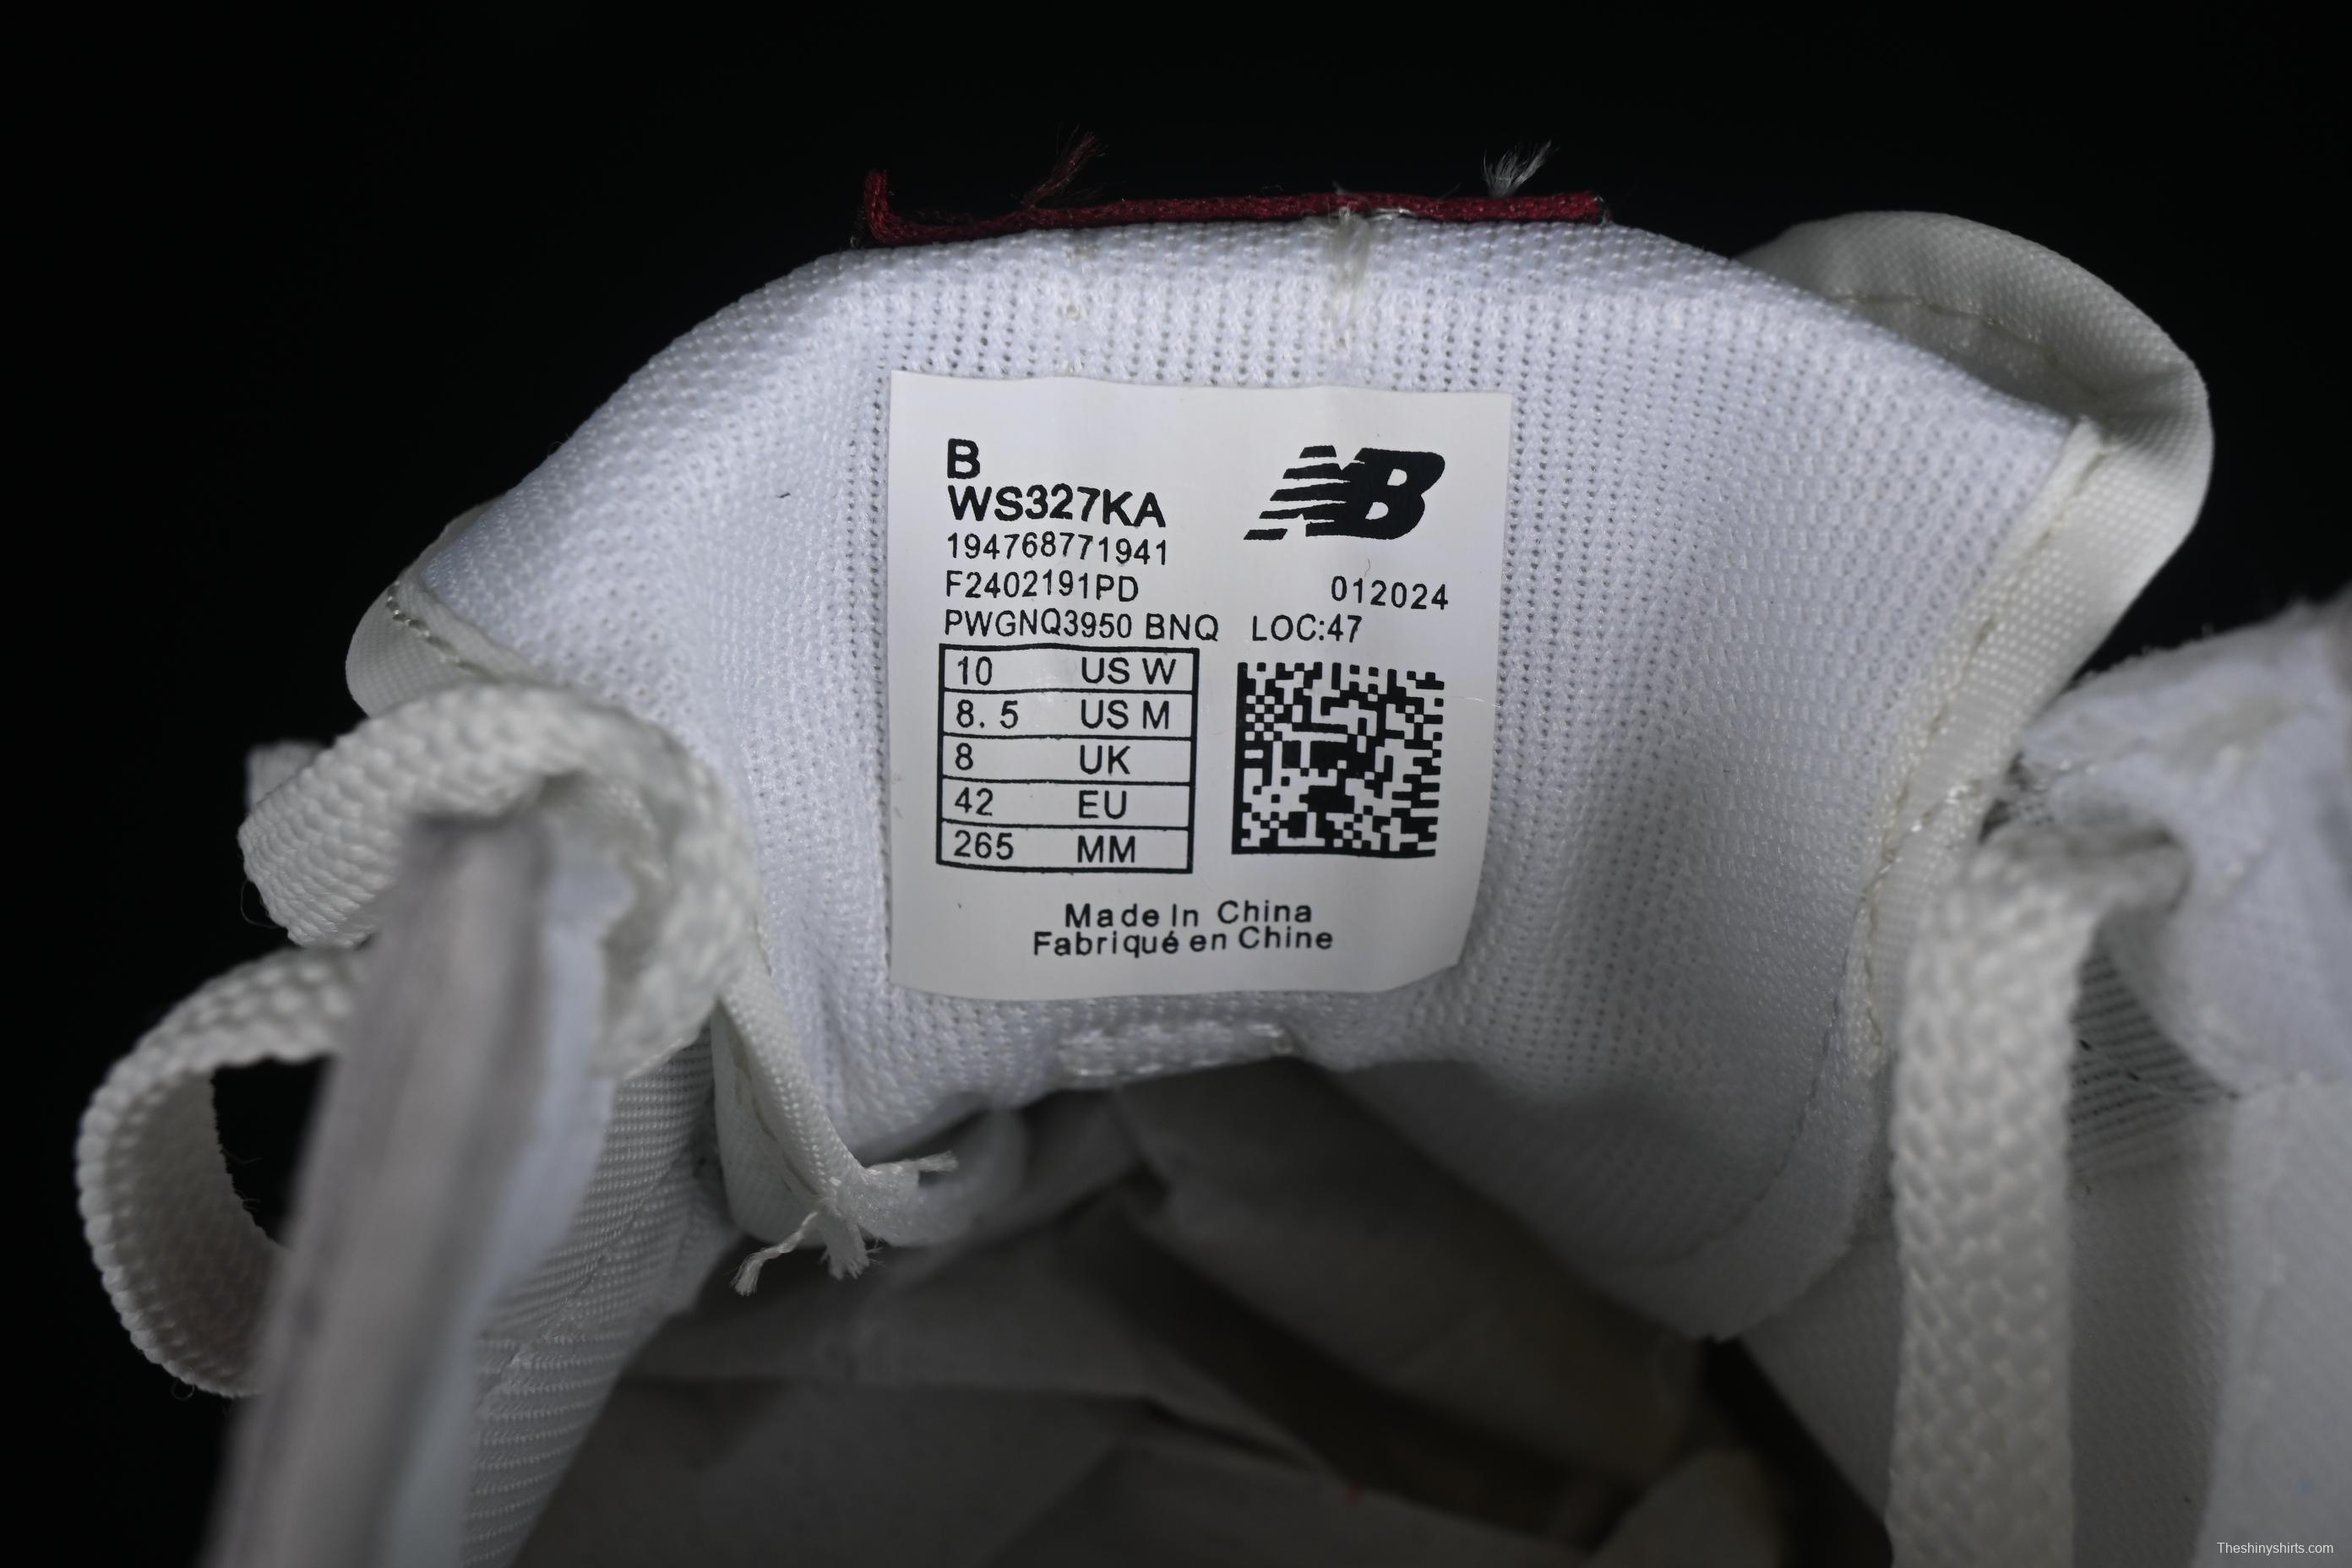 B
WS327KA
NB
194768771941
F2402191PD 012024
PWGNQ3950 BNQ LOC:47
10 US W
8. 5 US M
8 UK
42 EU
265 MM
Made In China
Fabriqué en Chine
Theshinyshirts.com